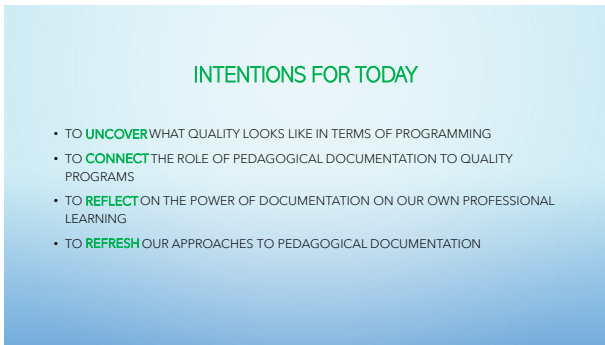 INTENTIONS FOR TODAY
• TO UNCOVER WHAT QUALITY LOOKS LIKE IN TERMS OF PROGRAMMING
• TO CONNECT THE ROLE OF PEDAGOGICAL DOCUMENTATION TO QUALITY
PROGRAMS
• TO REFLECT ON THE POWER OF DOCUMENTATION ON OUR OWN PROFESSIONAL
LEARNING
• TO REFRESH OUR APPROACHES TO PEDAGOGICAL DOCUMENTATION